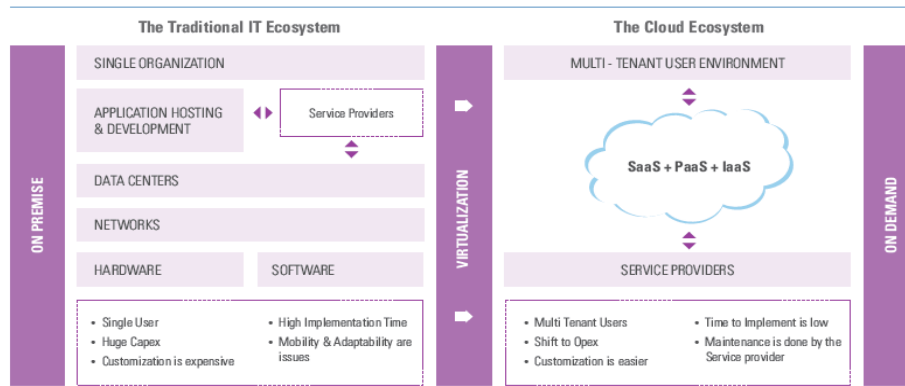 The Traditional IT Ecosystem
The Cloud Ecosystem
ON PREMISE
SINGLE ORGANIZATION
APPLICATION HOSTING
& DEVELOPMENT
Service Providers
DATA CENTERS
NETWORKS
HARDWARE
SOFTWARE
• Single User
• Huge Capex
• Customization is expensive
• High Implementation Time
• Mobility & Adaptability are
issues
VIRTUALIZATION
MULTI - TENANT USER ENVIRONMENT
SaaS + PaaS + IaaS
SERVICE PROVIDERS
• Multi Tenant Users
• Shift to Opex
• Customization is easier
• Time to Implement is low
• Maintenance is done by the
Service provider
ON DEMAND